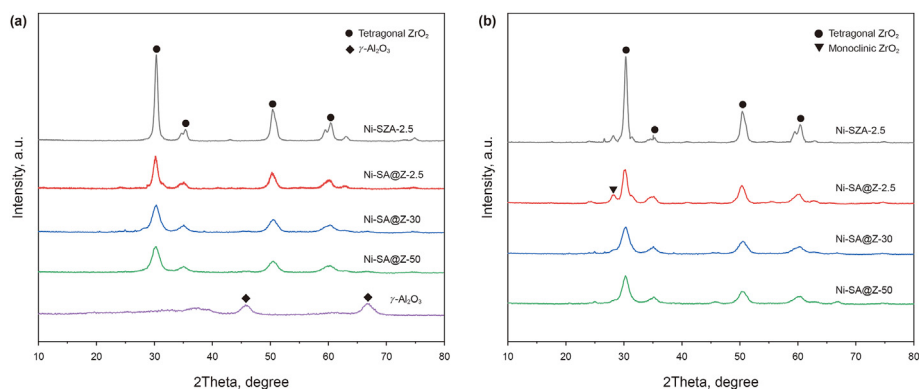 (a)
● Tetragonal ZrO₂
◆ γ-Al₂O₃
Ni-SZA-2.5
Ni-SA@Z-2.5
Ni-SA@Z-30
Ni-SA@Z-50
γ-Al₂O₃
Intensity, a.u.
10 20 30 40 50 60 70 80
2Theta, degree
(b)
● Tetragonal ZrO₂
▼ Monoclinic ZrO₂
Ni-SZA-2.5
Ni-SA@Z-2.5
Ni-SA@Z-30
Ni-SA@Z-50
Intensity, a.u.
10 20 30 40 50 60 70 80
2Theta, degree